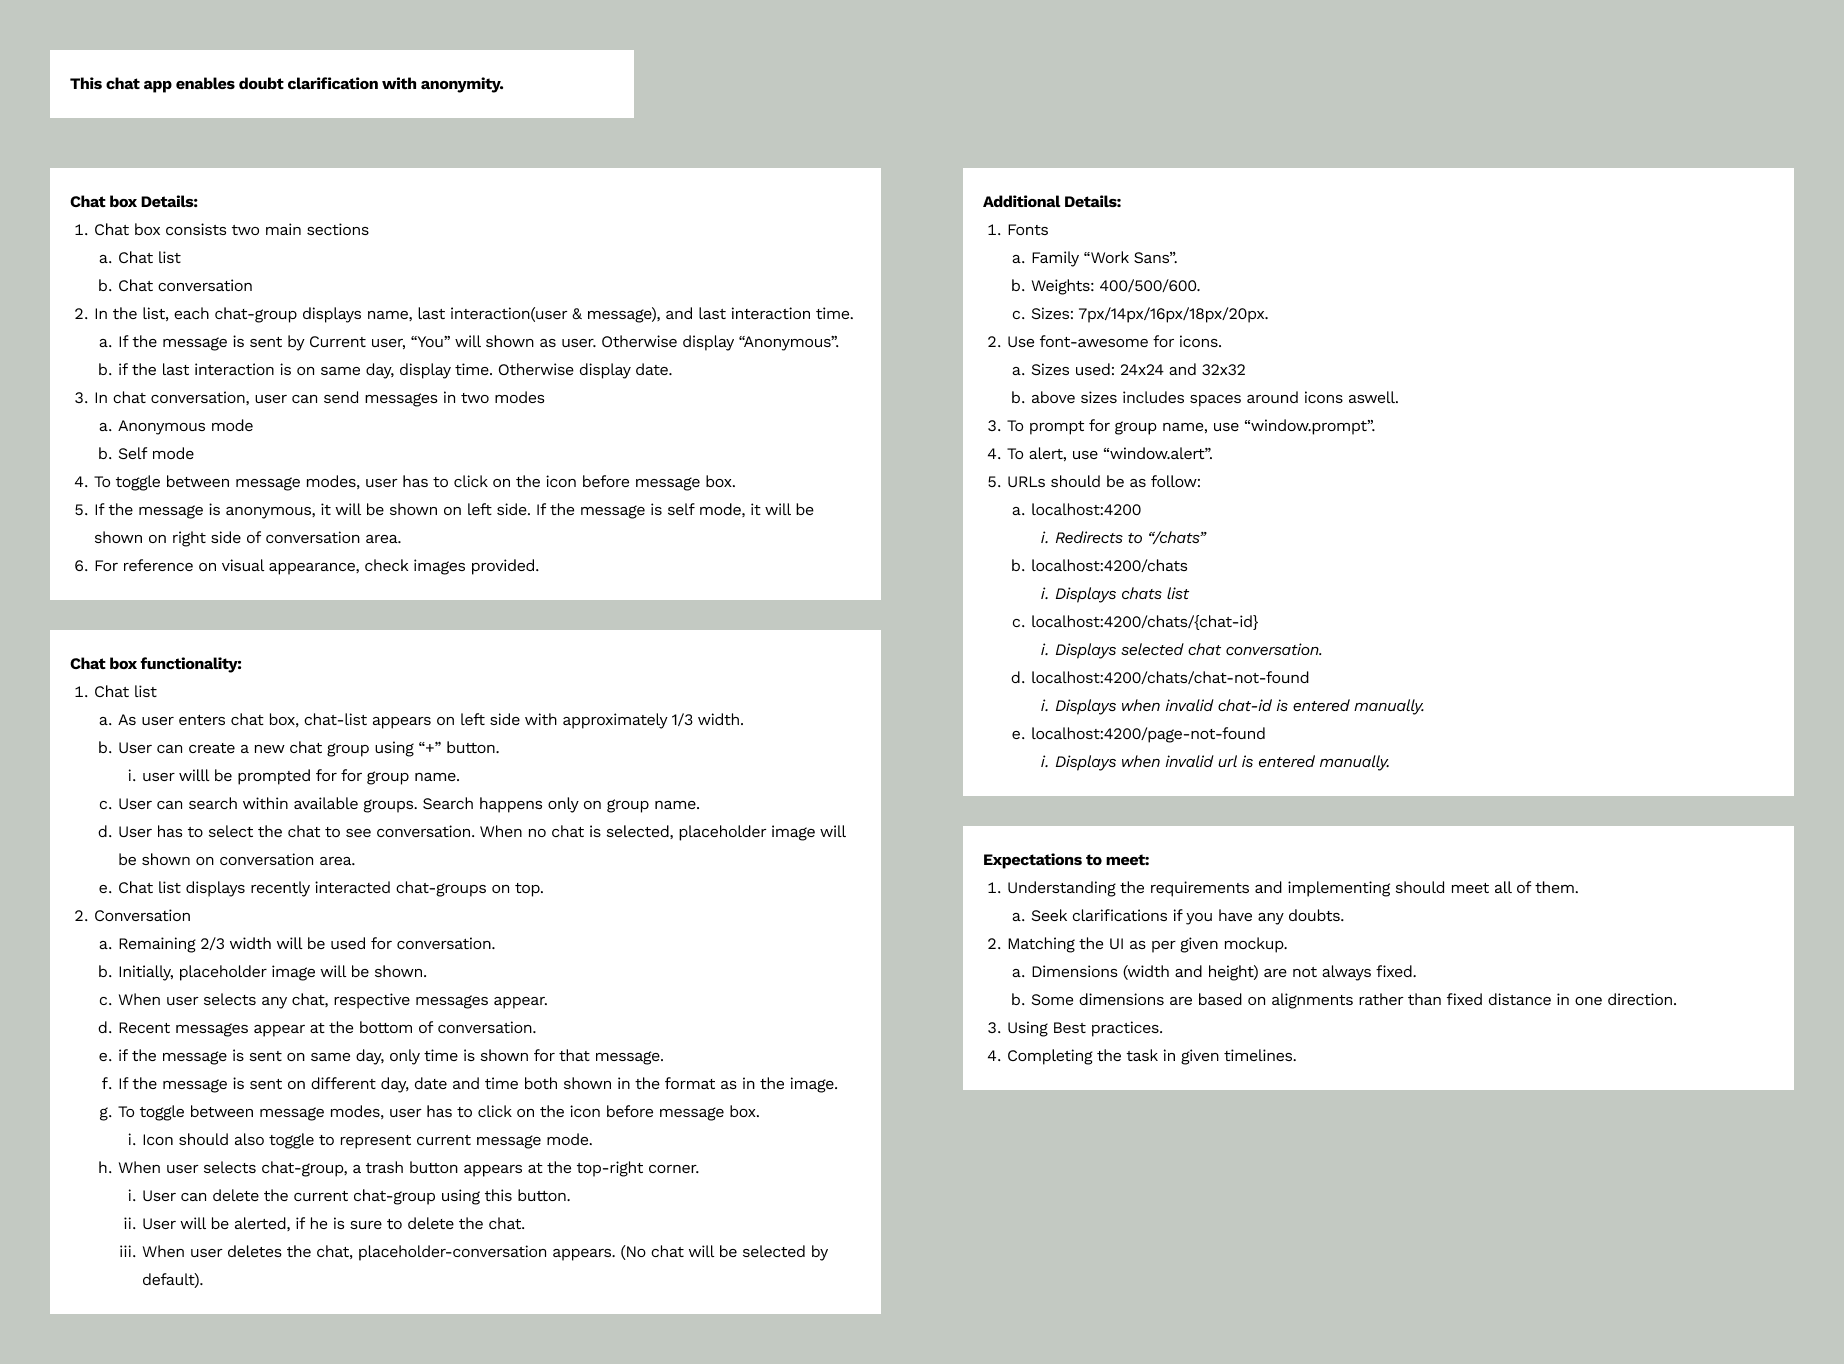 This chat app enables doubt clarification with anonymity.
Chat box Details:
1. Chat box consists two main sections
a. Chat list
b. Chat conversation
2. In the list, each chat-group displays name, last interaction(user & message), and last interaction time.
a. If the message is sent by Current user, “You” will shown as user. Otherwise display “Anonymous”.
b. if the last interaction is on same day, display time. Otherwise display date.
3. In chat conversation, user can send messages in two modes
a. Anonymous mode
b. Self mode
4. To toggle between message modes, user has to click on the icon before message box.
5. If the message is anonymous, it will be shown on left side. If the message is self mode, it will be
shown on right side of conversation area.
6. For reference on visual appearance, check images provided.
Chat box functionality:
1. Chat list
a. As user enters chat box, chat-list appears on left side with approximately 1/3 width.
b. User can create a new chat group using “+” button.
i. user willl be prompted for for group name.
c. User can search within available groups. Search happens only on group name.
d. User has to select the chat to see conversation. When no chat is selected, placeholder image will
be shown on conversation area.
e. Chat list displays recently interacted chat-groups on top.
2. Conversation
a. Remaining 2/3 width will be used for conversation.
b. Initially, placeholder image will be shown.
c. When user selects any chat, respective messages appear.
d. Recent messages appear at the bottom of conversation.
e. if the message is sent on same day, only time is shown for that message.
f. If the message is sent on different day, date and time both shown in the format as in the image.
g. To toggle between message modes, user has to click on the icon before message box.
i. Icon should also toggle to represent current message mode.
h. When user selects chat-group, a trash button appears at the top-right corner.
i. User can delete the current chat-group using this button.
ii. User will be alerted, if he is sure to delete the chat.
iii. When user deletes the chat, placeholder-conversation appears. (No chat will be selected by
default).
Additional Details:
1. Fonts
a. Family “Work Sans”.
b. Weights: 400/500/600.
c. Sizes: 7px/14px/16px/18px/20px.
2. Use font-awesome for icons.
a. Sizes used: 24x24 and 32x32
b. above sizes includes spaces around icons aswell.
3. To prompt for group name, use “window.prompt”.
4. To alert, use “window.alert”.
5. URLs should be as follow:
a. localhost:4200
i. Redirects to “/chats”
b. localhost:4200/chats
i. Displays chats list
c. localhost:4200/chats/{chat-id}
i. Displays selected chat conversation.
d. localhost:4200/chats/chat-not-found
i. Displays when invalid chat-id is entered manually.
e. localhost:4200/page-not-found
i. Displays when invalid url is entered manually.
Expectations to meet:
1. Understanding the requirements and implementing should meet all of them.
a. Seek clarifications if you have any doubts.
2. Matching the UI as per given mockup.
a. Dimensions (width and height) are not always fixed.
b. Some dimensions are based on alignments rather than fixed distance in one direction.
3. Using Best practices.
4. Completing the task in given timelines.